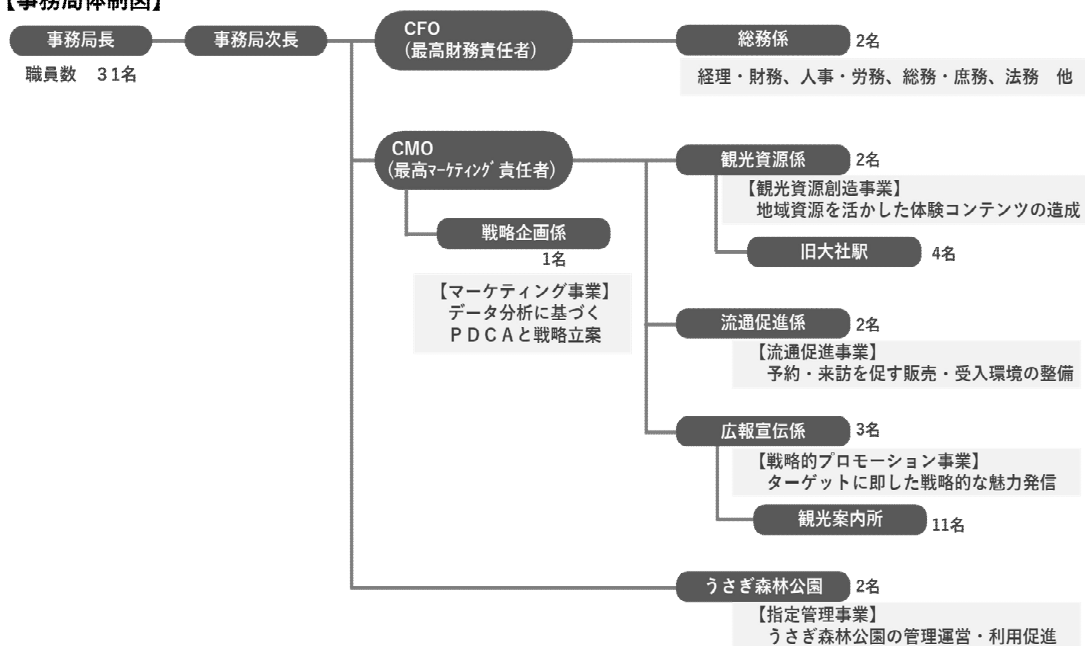 【事務局体制図】
事務局長
事務局次長
職員数 31名
CFO
(最高財務責任者)
総務係 2名
経理・財務、人事・労務、総務・庶務、法務 他
CMO
(最高ﾏｰｹﾃｨﾝｸﾞ責任者)
戦略企画係
1名
【マーケティング事業】
データ分析に基づく
PDCAと戦略立案
観光資源係 2名
【観光資源創造事業】
地域資源を活かした体験コンテンツの造成
旧大社駅 4名
流通促進係 2名
【流通促進事業】
予約・来訪を促す販売・受入環境の整備
広報宣伝係 3名
【戦略的プロモーション事業】
ターゲットに即した戦略的な魅力発信
観光案内所 11名
うさぎ森林公園 2名
【指定管理事業】
うさぎ森林公園の管理運営・利用促進